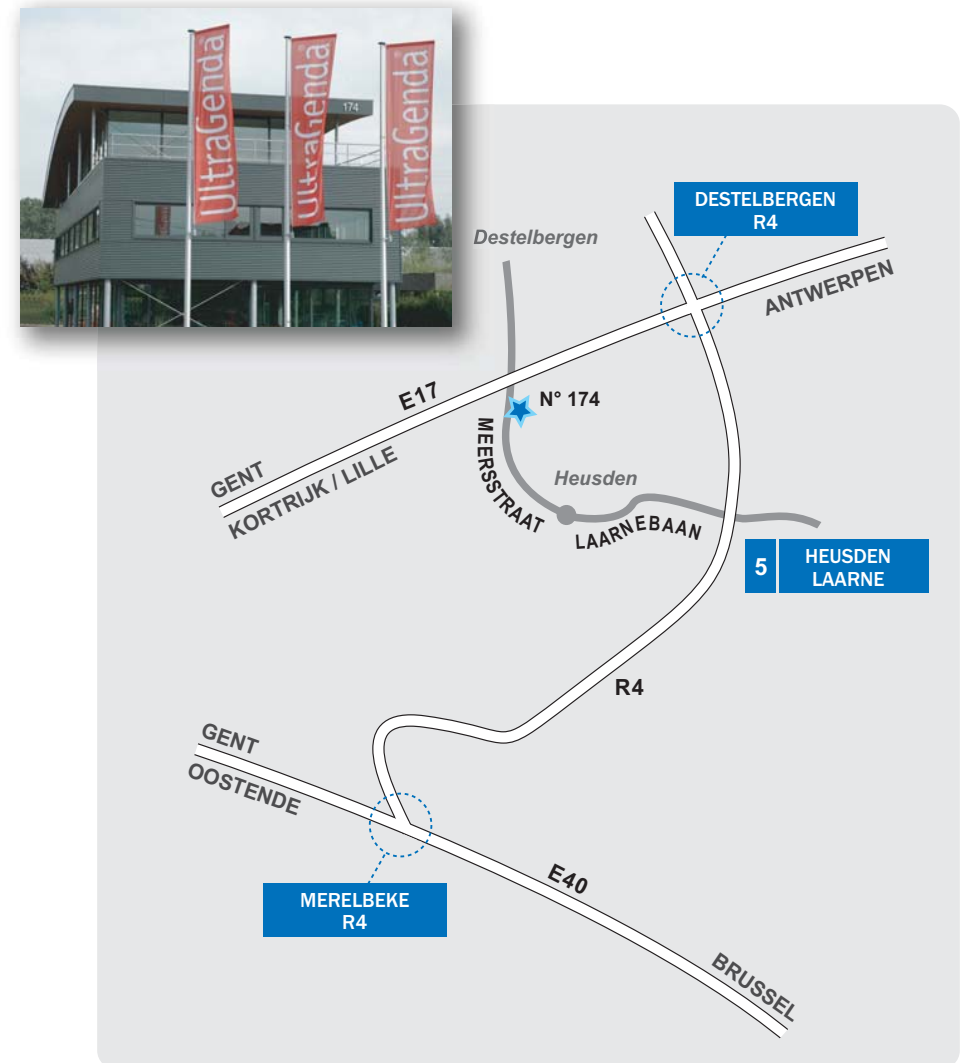 174
UltraGenda
UltraGenda
UltraGenda
DESTELBERGEN
R4
Destelbergen
ANTWERPEN
E17
N° 174
GENT
KORTRIJK / LILLE
MEERSSTRAAT
Heusden
LAARNEBAAN
5
HEUSDEN
LAARNE
R4
GENT
OOSTENDE
MERELBEKE
R4
E40
BRUSSEL